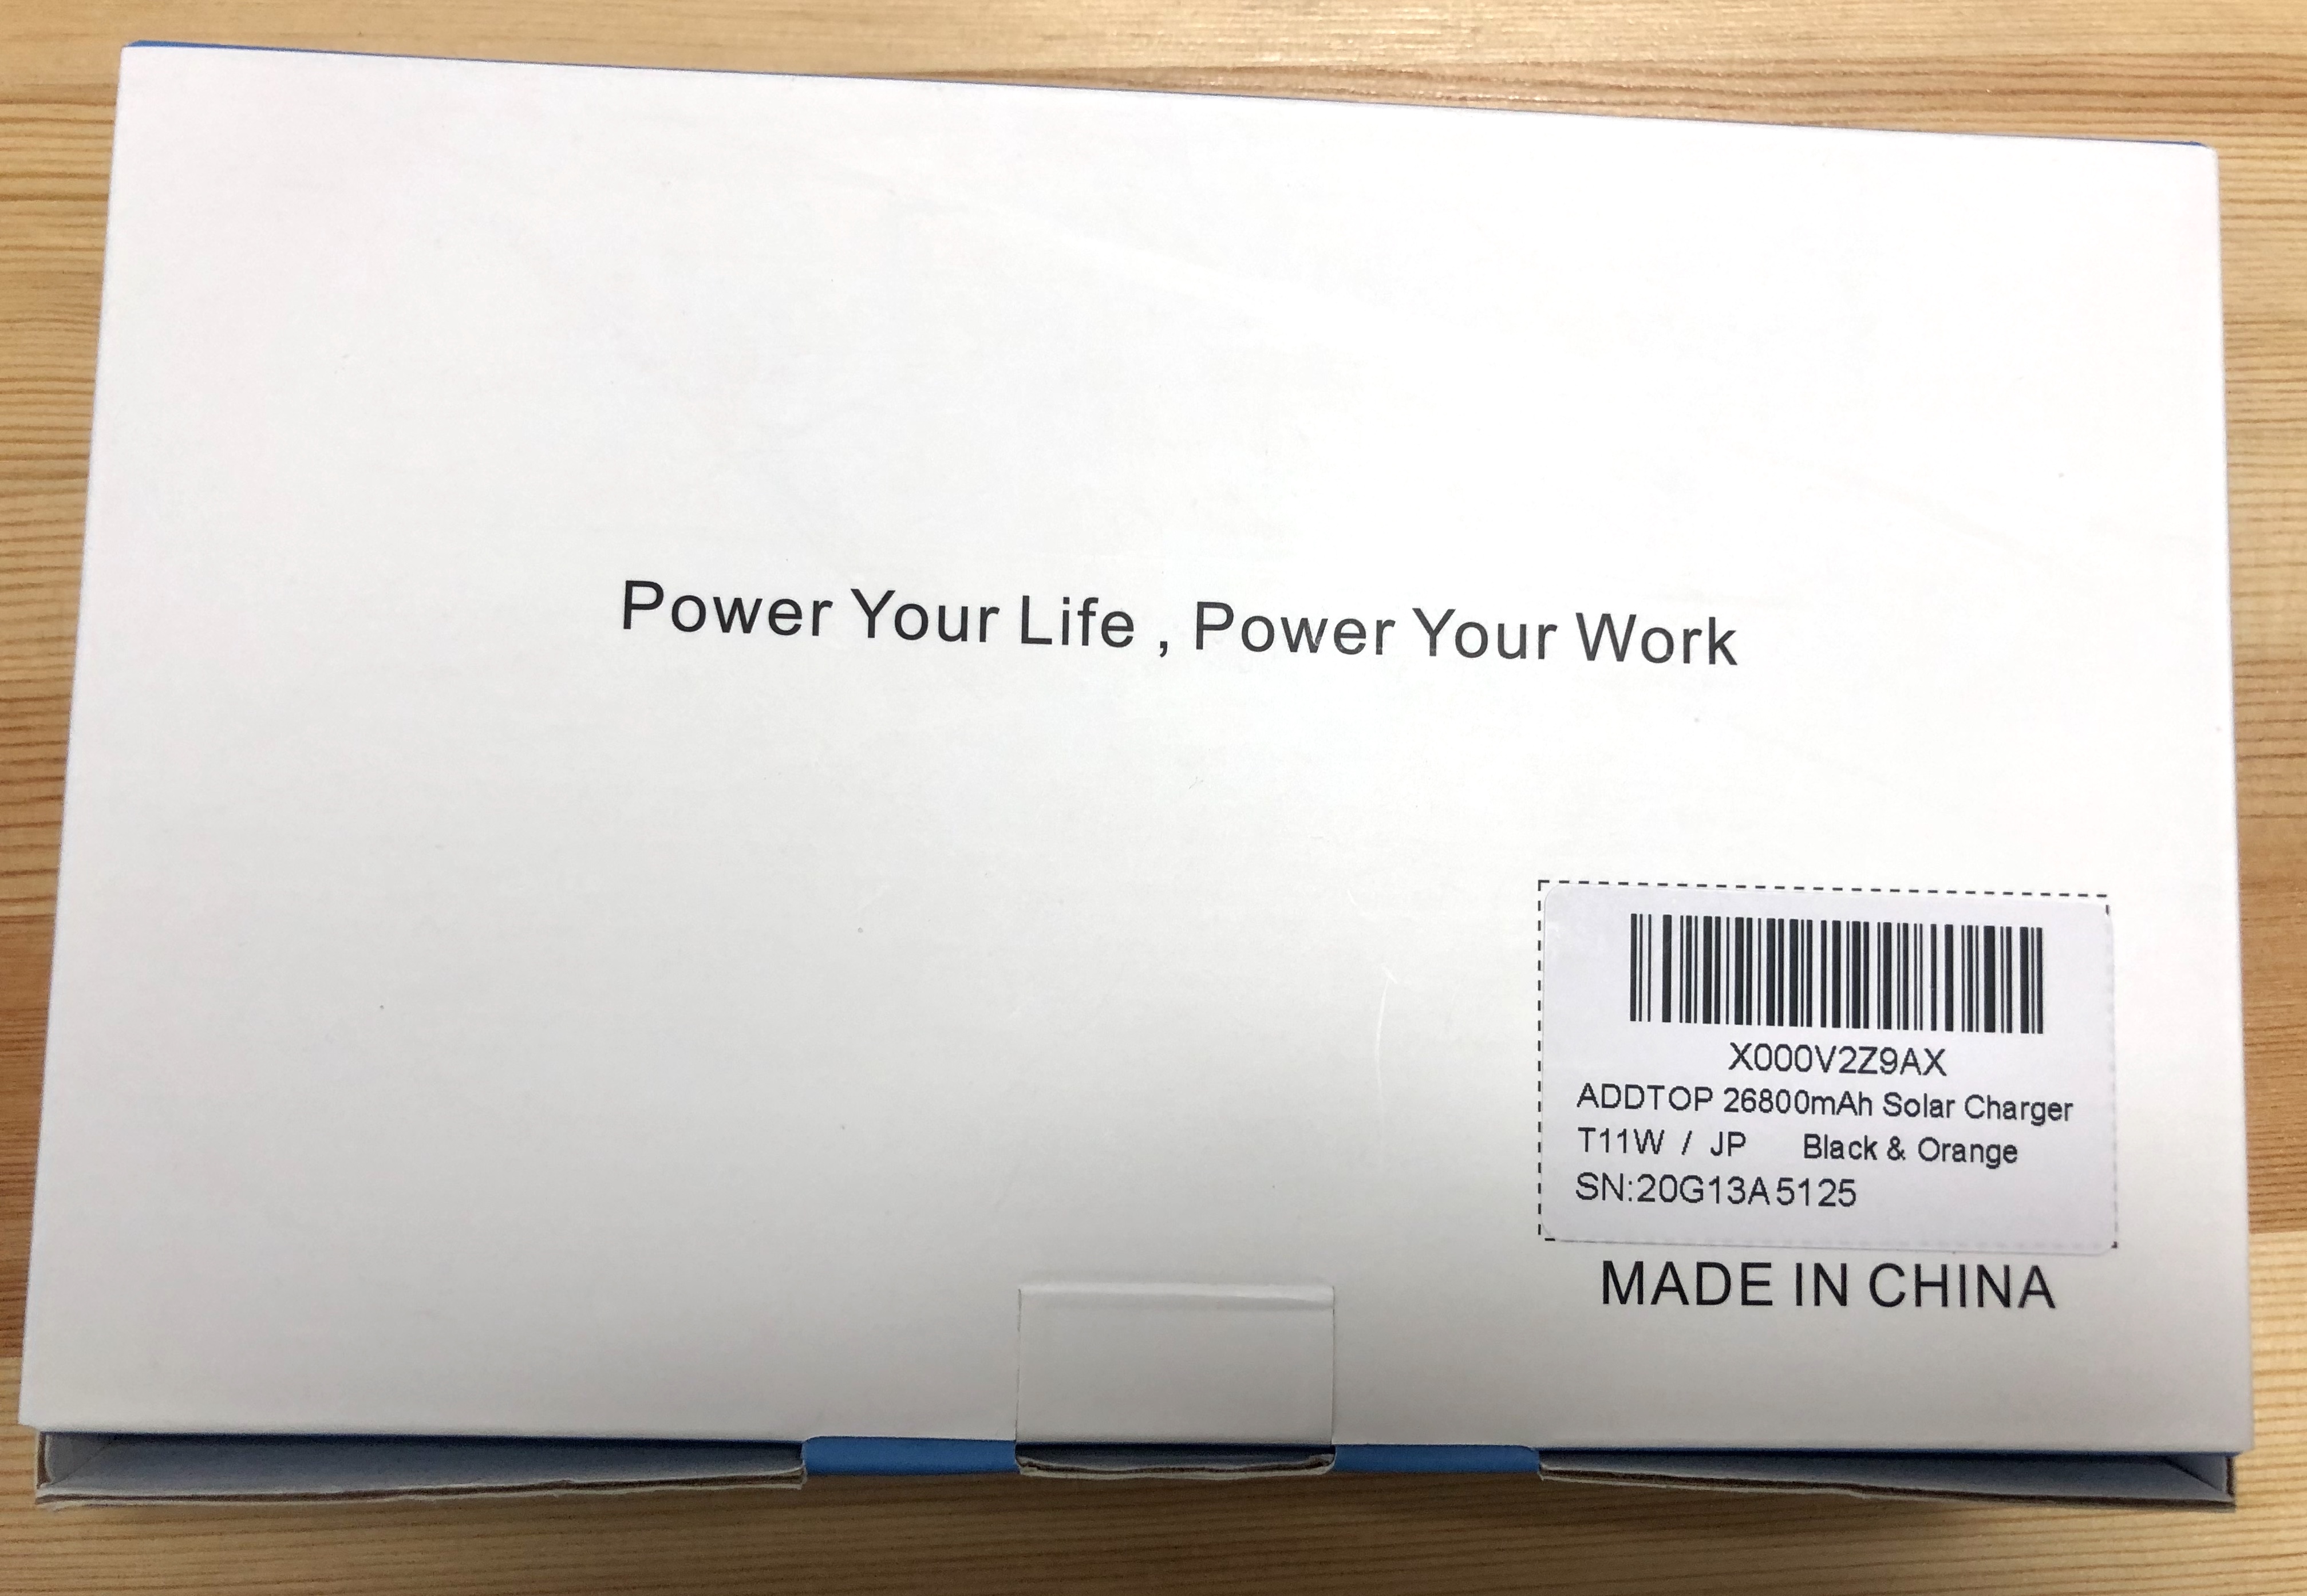 Power Your Life , Power Your Work
X000V2Z9AX
ADDTOP 26800mAh Solar Charger
T11W / JP Black & Orange
SN:20G13A5125
MADE IN CHINA